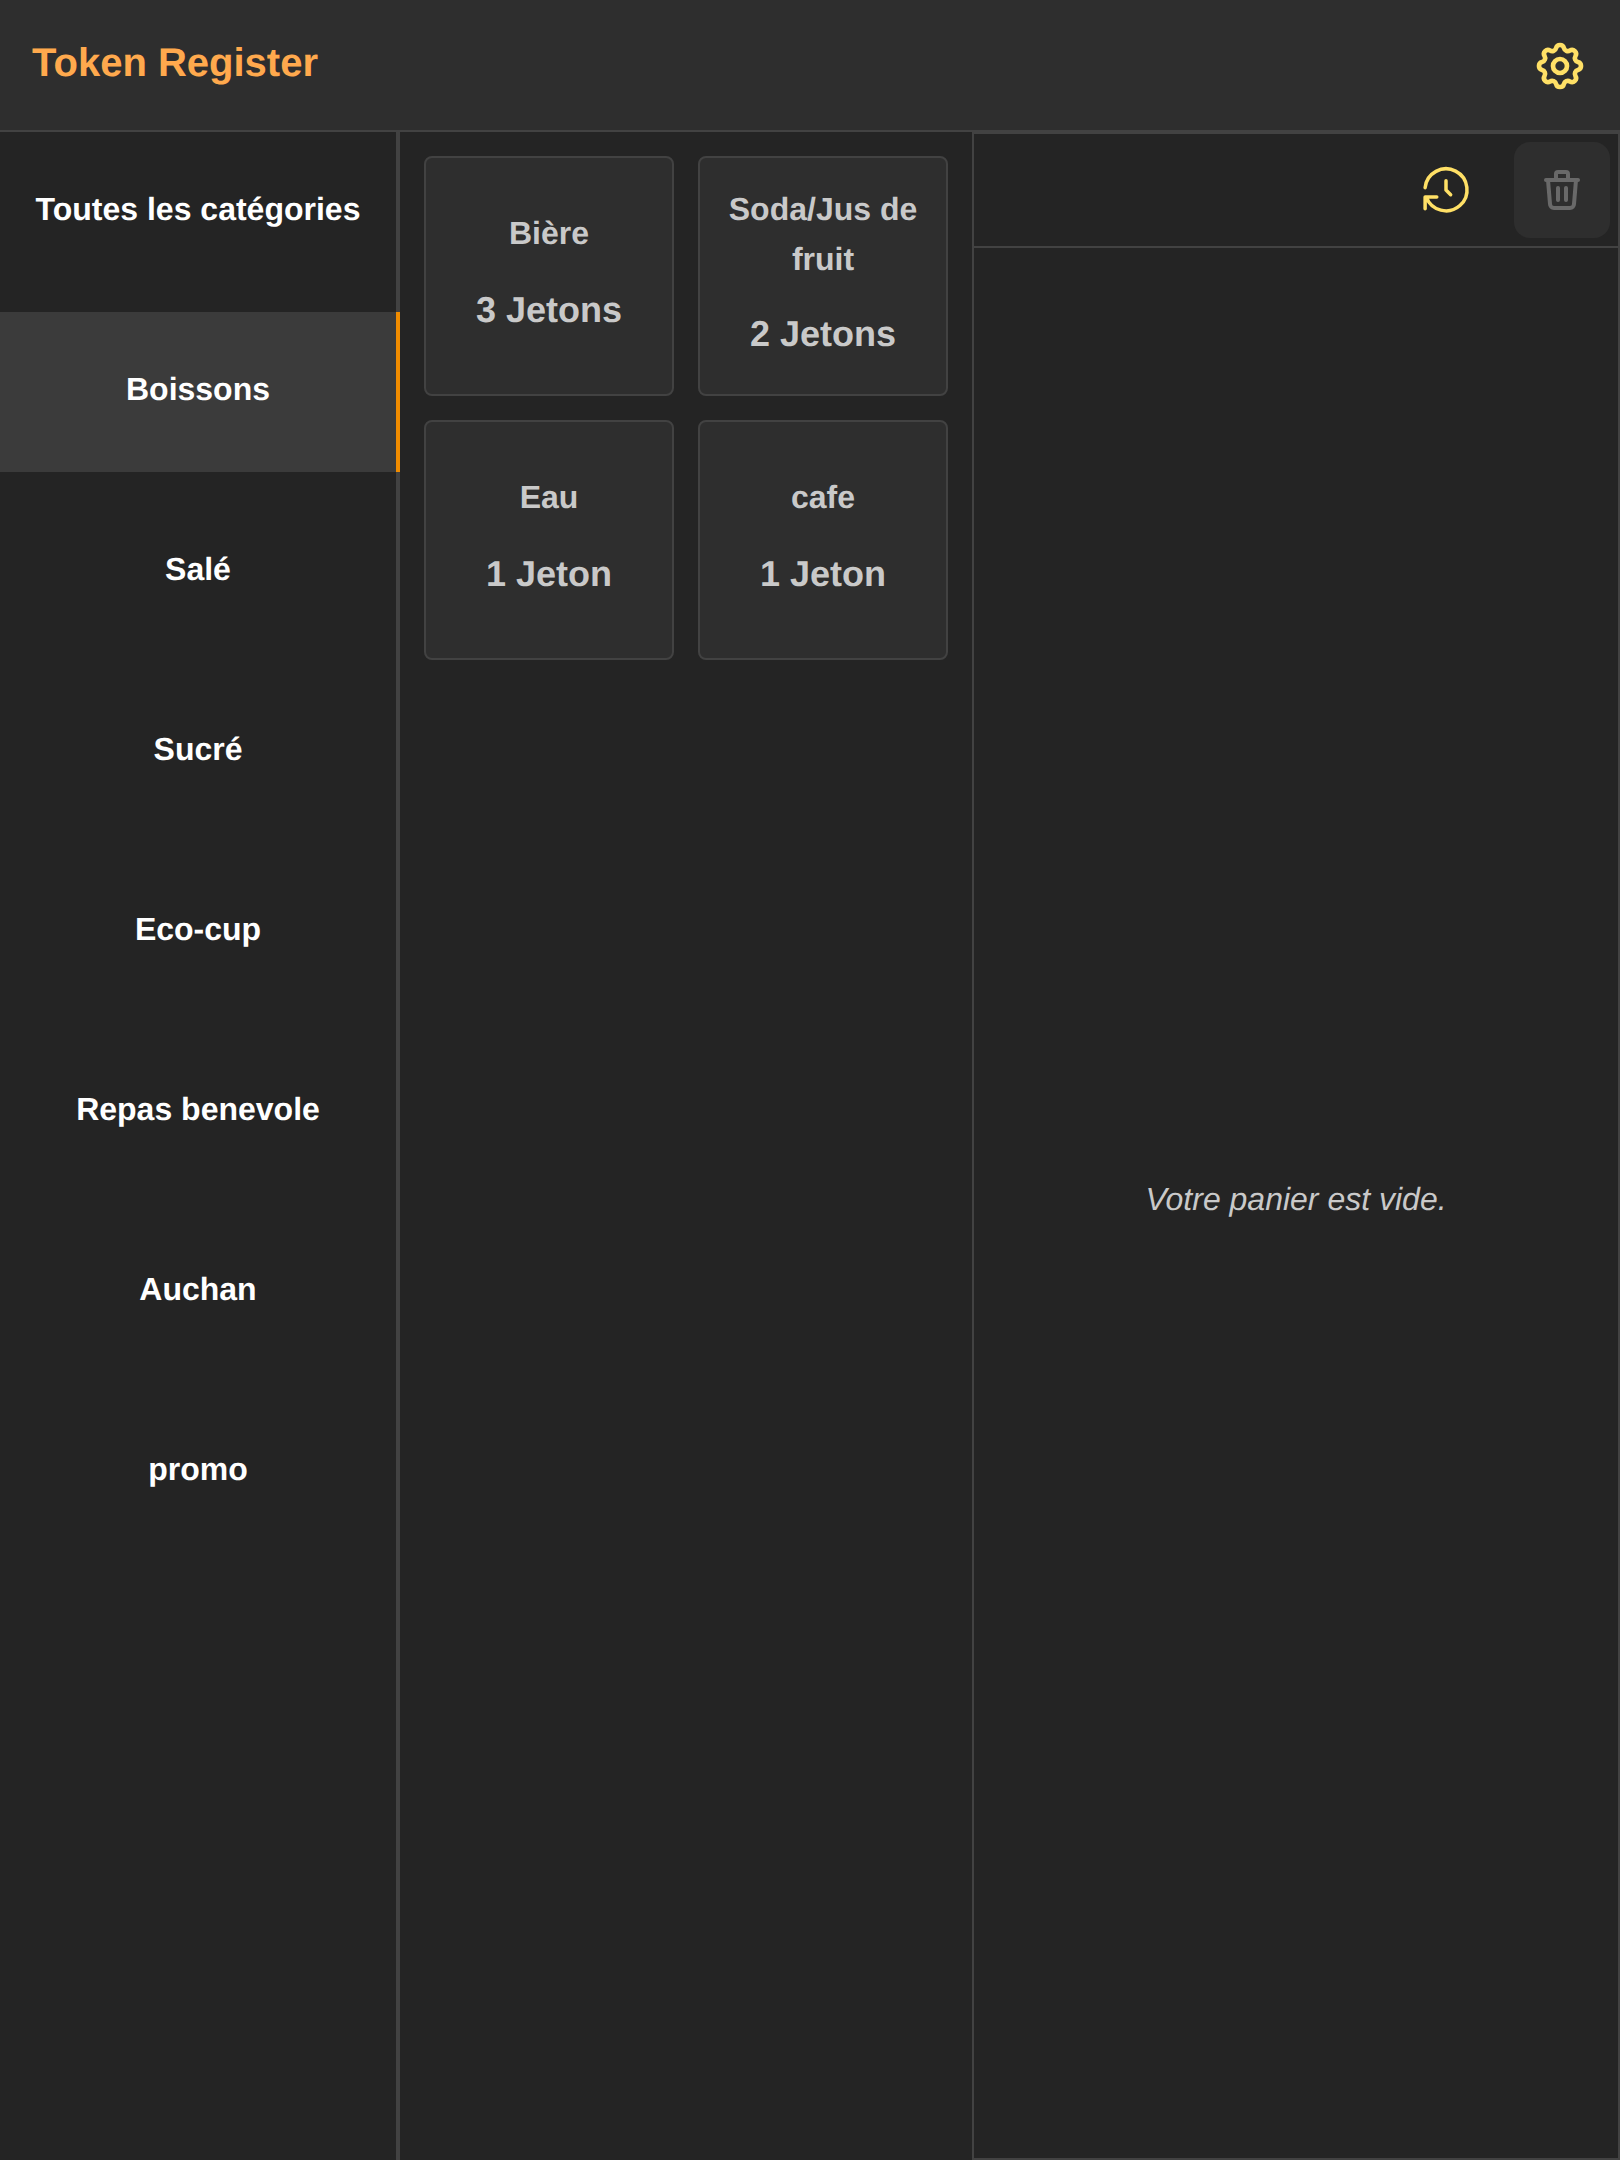 Token Register
Toutes les catégories
Boissons
Salé
Sucré
Eco-cup
Repas benevole
Auchan
promo
Bière
3 Jetons
Soda/Jus de
fruit
2 Jetons
Eau
1 Jeton
cafe
1 Jeton
Votre panier est vide.